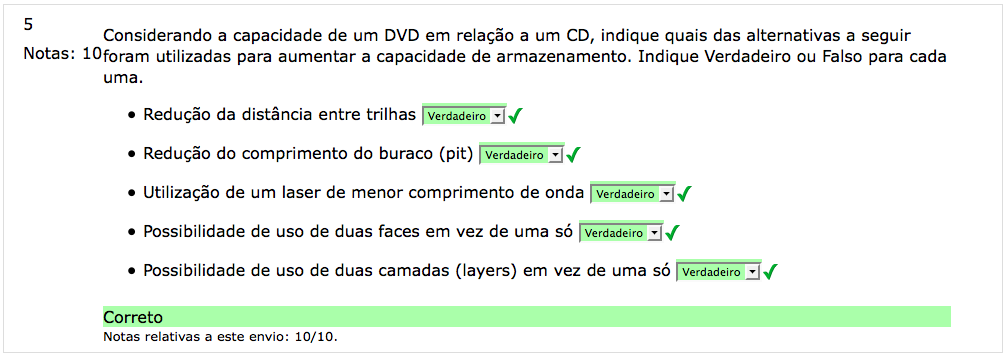 5
Notas: 10
Considerando a capacidade de um DVD em relação a um CD, indique quais das alternativas a seguir
foram utilizadas para aumentar a capacidade de armazenamento. Indique Verdadeiro ou Falso para cada
uma.
• Redução da distância entre trilhas Verdadeiro ✓
• Redução do comprimento do buraco (pit) Verdadeiro ✓
• Utilização de um laser de menor comprimento de onda Verdadeiro ✓
• Possibilidade de uso de duas faces em vez de uma só Verdadeiro ✓
• Possibilidade de uso de duas camadas (layers) em vez de uma só Verdadeiro ✓
Correto
Notas relativas a este envio: 10/10.